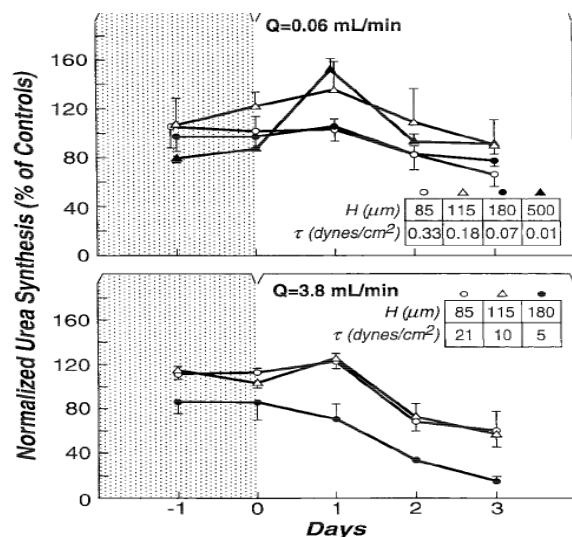 Normalized Urea Synthesis (% of Controls)
Q=0.06 mL/min
160
120
80
40
0
H (μm) 85 115 180 500
τ (dynes/cm²) 0.33 0.18 0.07 0.01
Q=3.8 mL/min
160
120
80
40
0
H (μm) 85 115 180
τ (dynes/cm²) 21 10 5
-1 0 1 2 3
Days